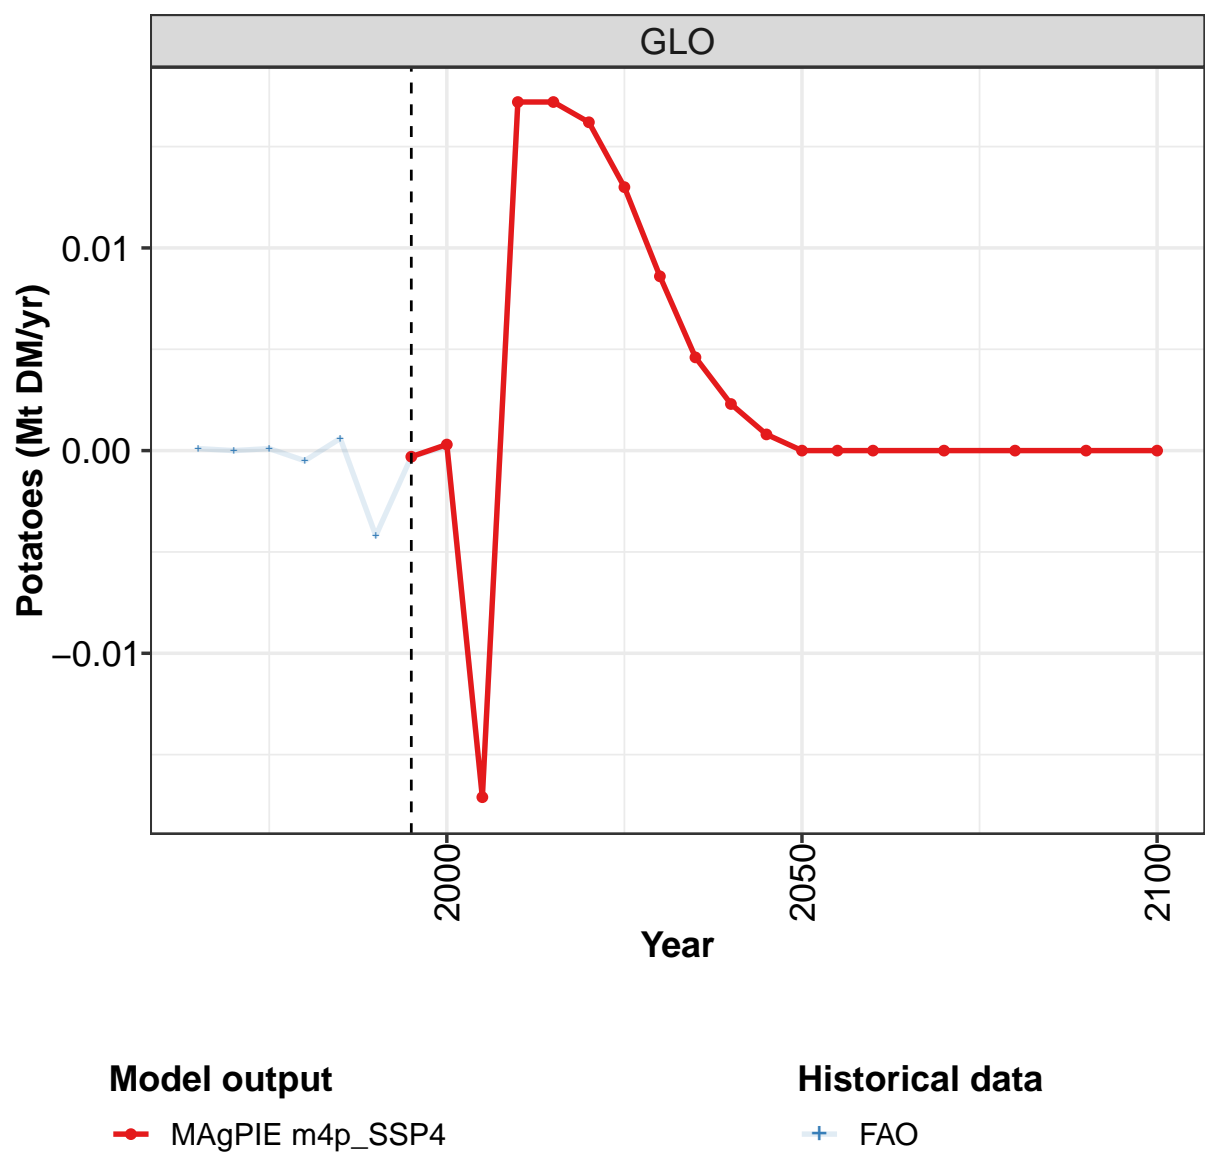 GLO
Potatoes (Mt DM/yr)
0.01
0.00
−0.01
2000
2050
2100
Year
Model output
MAgPIE m4p_SSP4
Historical data
FAO